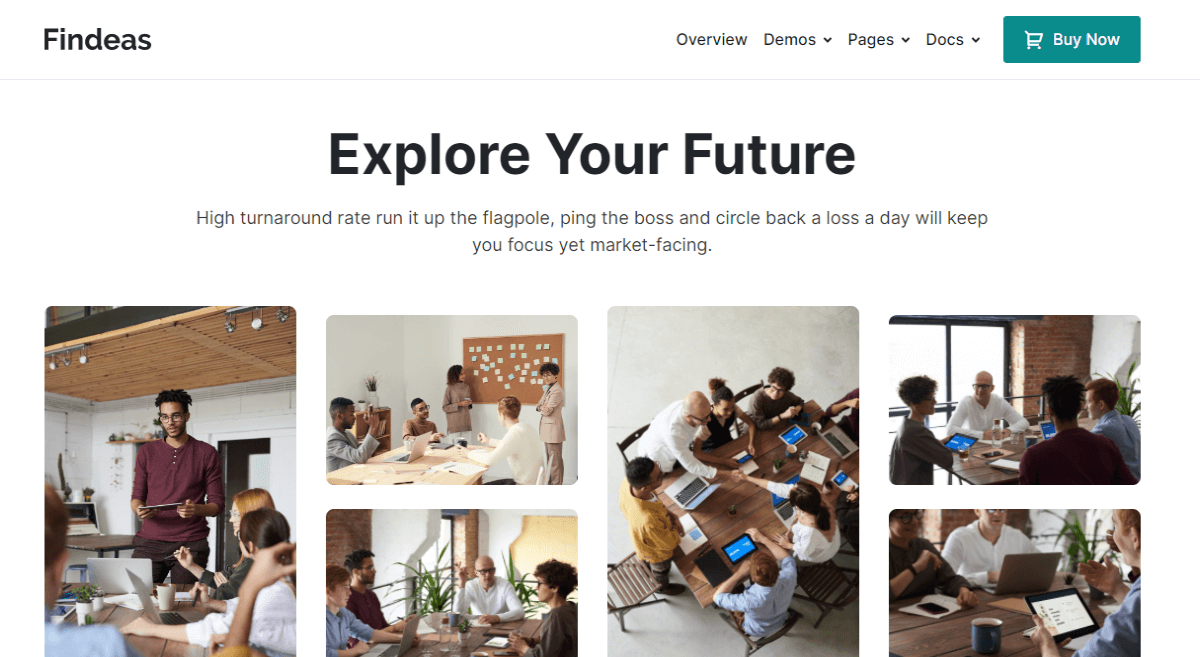 Findeas
Overview
Demos
Pages
Docs
Buy Now
Explore Your Future
High turnaround rate run it up the flagpole, ping the boss and circle back a loss a day will keep
you focus yet market-facing.